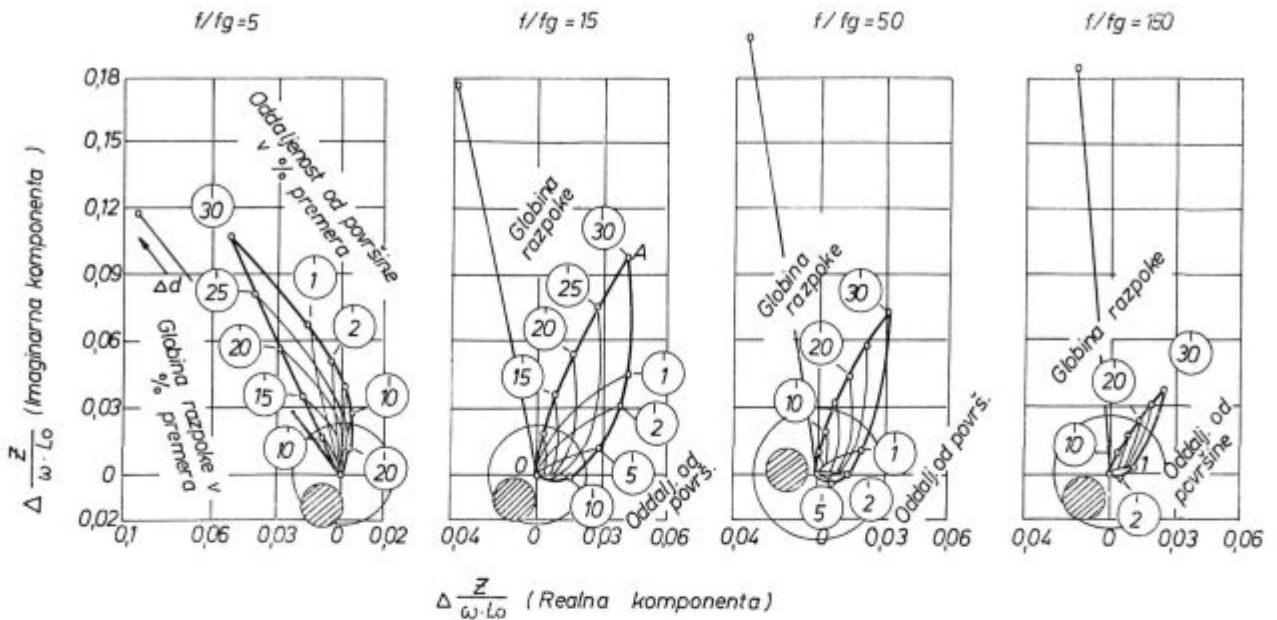 f/fg=5
f/fg=15
f/fg=50
f/fg=150
Δ Z/ω·Lo (Imaginarna komponenta)
0,18
0,15
0,12
0,09
0,06
0,03
0
0,02
0,1
0,06
0,03
0
0,02
Oddaljenost od površine
v % premera
Globina razpoke v
% premera
Δd
30
25
20
15
10
1
2
10
20
Globina
razpoke
30
A
25
20
15
0
1
2
5
10
Oddalj. od
površ.
0,04
0
0,03
0,06
Globina
razpoke
30
20
10
1
2
5
Oddalj od površ.
0,04
0
0,03
0,06
Globina razpoke
30
20
10
1
2
Oddalj. od
površine
0,04
0
0,03
0,06
Δ Z/ω·Lo (Realna komponenta)